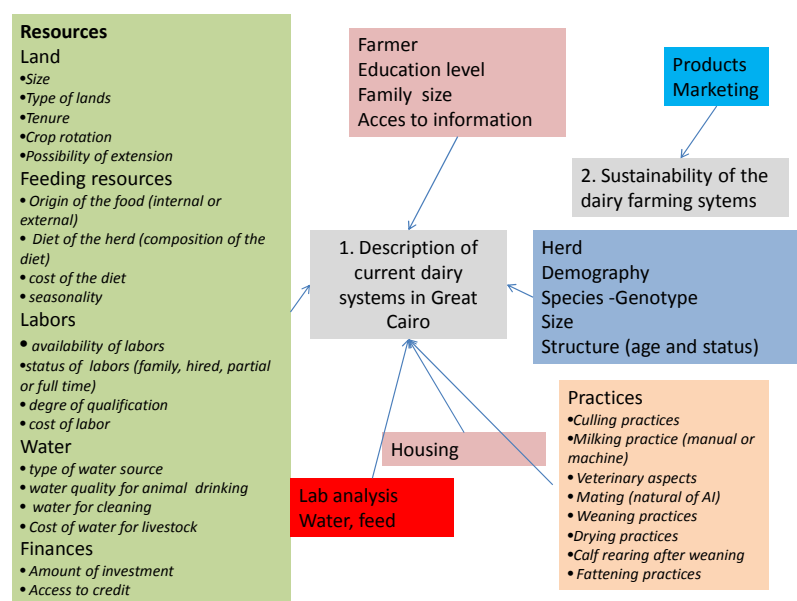 Resources
Land
•Size
•Type of lands
•Tenure
•Crop rotation
•Possibility of extension
Feeding resources
• Origin of the food (internal or
external)
• Diet of the herd (composition of the
diet)
• cost of the diet
• seasonality
Labors
• availability of labors
•status of labors (family, hired, partial
or full time)
• degre of qualification
• cost of labor
Water
• type of water source
• water quality for animal drinking
• water for cleaning
• Cost of water for livestock
Finances
• Amount of investment
• Access to credit
Farmer
Education level
Family size
Acces to information
Products
Marketing
2. Sustainability of the
dairy farming sytems
1. Description of
current dairy
systems in Great
Cairo
Herd
Demography
Species -Genotype
Size
Structure (age and status)
Housing
Lab analysis
Water, feed
Practices
•Culling practices
•Milking practice (manual or
machine)
• Veterinary aspects
• Mating (natural of AI)
• Weaning practices
•Drying practices
•Calf rearing after weaning
• Fattening practices